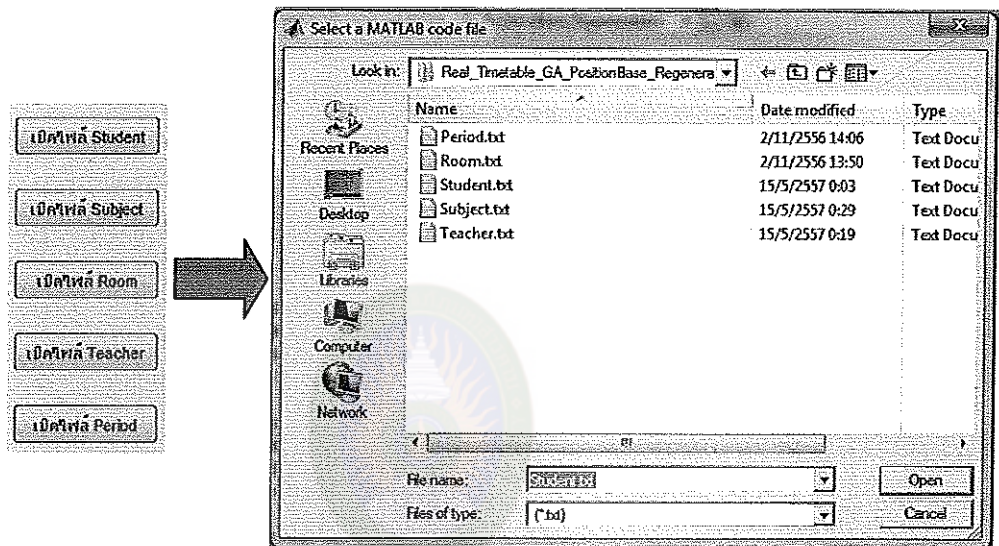 เปิดไฟล์ Student
เปิดไฟล์ Subject
เปิดไฟล์ Room
เปิดไฟล์ Teacher
เปิดไฟล์ Period
Select a MATLAB code file
Look in: Real_Timetable_GA_PositionBase_Regenera
Name Date modified Type
Period.txt 2/11/2556 14:06 Text Docu
Room.txt 2/11/2556 13:50 Text Docu
Student.txt 15/5/2557 0:03 Text Docu
Subject.txt 15/5/2557 0:29 Text Docu
Teacher.txt 15/5/2557 0:19 Text Docu
Recent Places
Desktop
Libraries
Computer
Network
File name: Student.txt Open
Files of type: (*.txt) Cancel